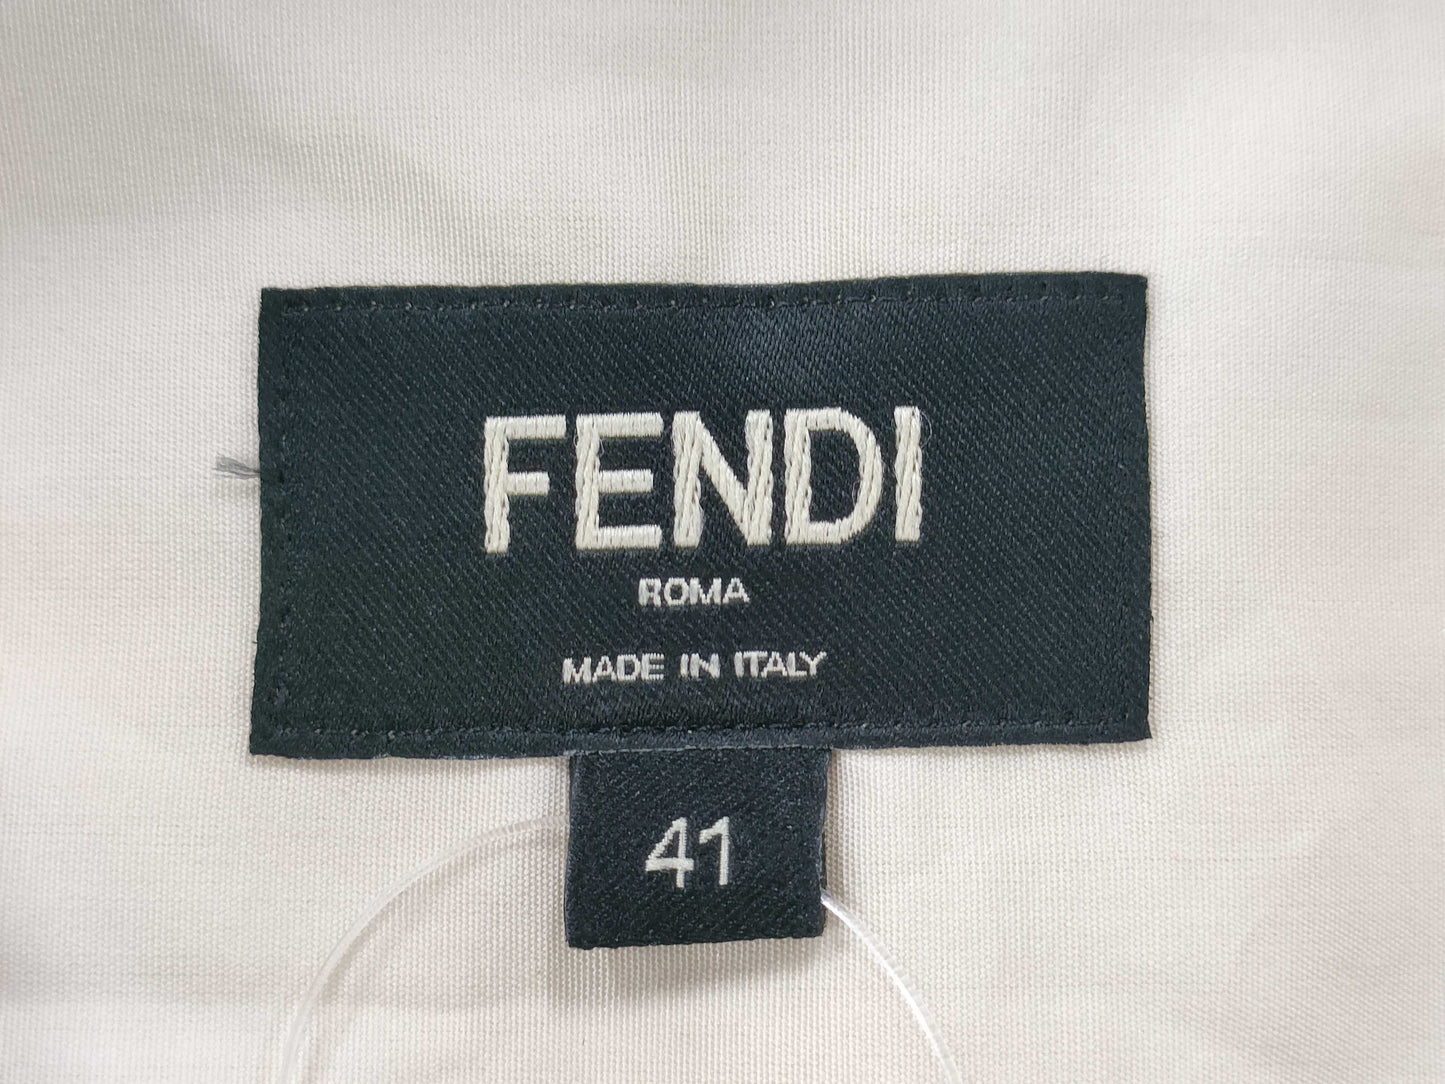 FENDI
ROMA
MADE IN ITALY
41